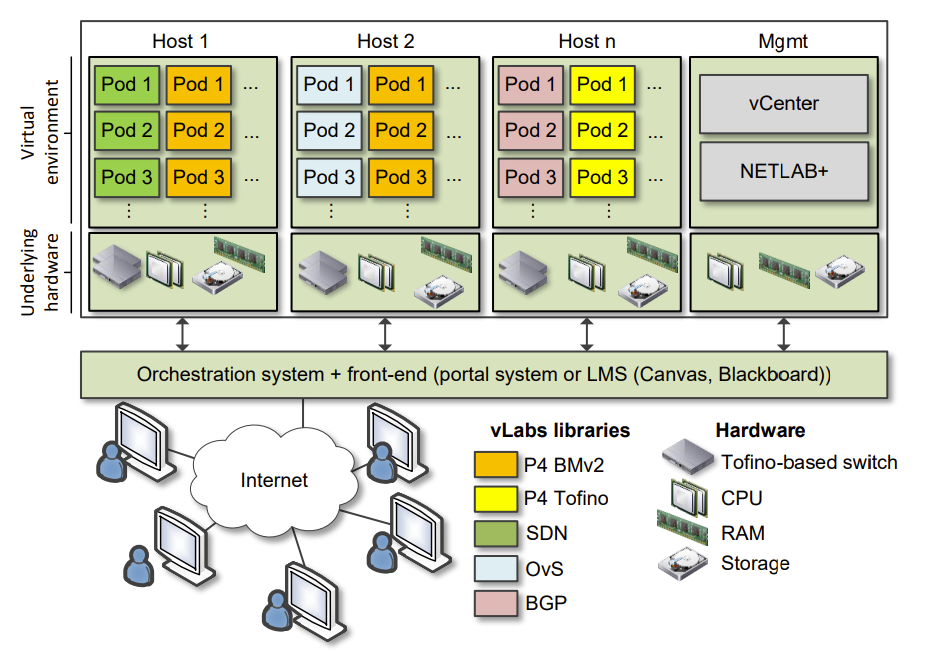 Host 1
Host 2
Host n
Mgmt
Virtual
environment
Pod 1
Pod 1
...
Pod 1
Pod 1
...
Pod 1
Pod 1
...
vCenter
Pod 2
Pod 2
...
Pod 2
Pod 2
...
Pod 2
Pod 2
...
NETLAB+
Pod 3
Pod 3
...
Pod 3
Pod 3
...
Pod 3
Pod 3
...
Underlying
hardware
Orchestration system + front-end (portal system or LMS (Canvas, Blackboard))
Internet
vLabs libraries
P4 BMv2
P4 Tofino
SDN
OvS
BGP
Hardware
Tofino-based switch
CPU
RAM
Storage